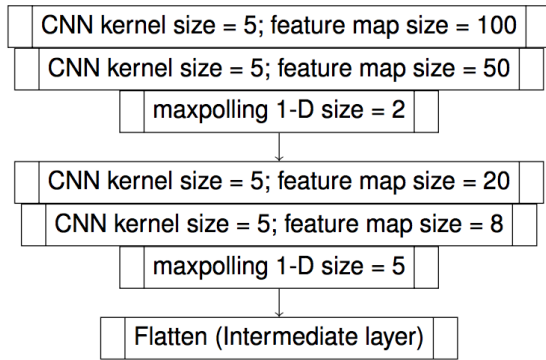 CNN kernel size = 5; feature map size = 100
CNN kernel size = 5; feature map size = 50
maxpolling 1-D size = 2
CNN kernel size = 5; feature map size = 20
CNN kernel size = 5; feature map size = 8
maxpolling 1-D size = 5
Flatten (Intermediate layer)